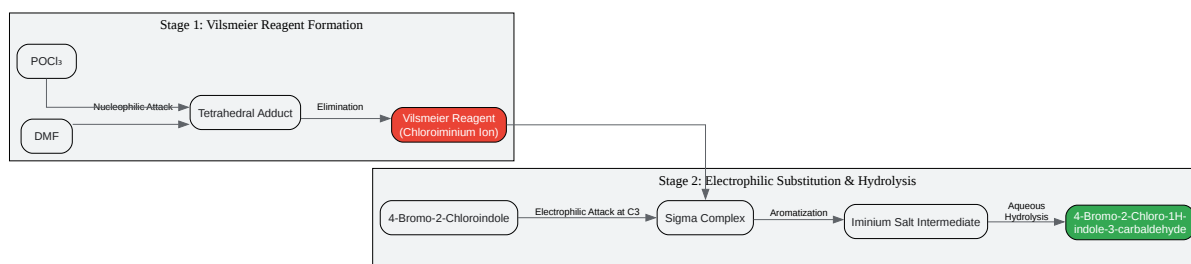 Stage 1: Vilsmeier Reagent Formation
POCl₃
Nucleophilic Attack
DMF
Tetrahedral Adduct
Elimination
Vilsmeier Reagent
(Chloroiminium Ion)
Stage 2: Electrophilic Substitution & Hydrolysis
4-Bromo-2-Chloroindole
Electrophilic Attack at C3
Sigma Complex
Aromatization
Iminium Salt Intermediate
Aqueous
Hydrolysis
4-Bromo-2-Chloro-1H-
indole-3-carbaldehyde